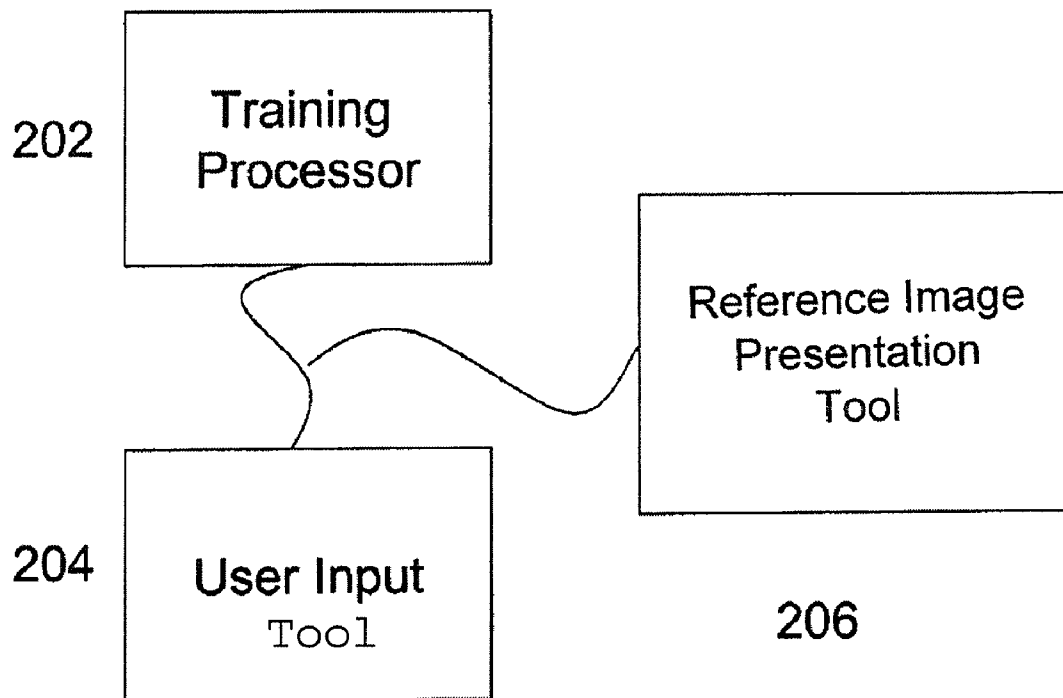 202
Training
Processor
Reference Image
Presentation
Tool
204
User Input
Tool
206